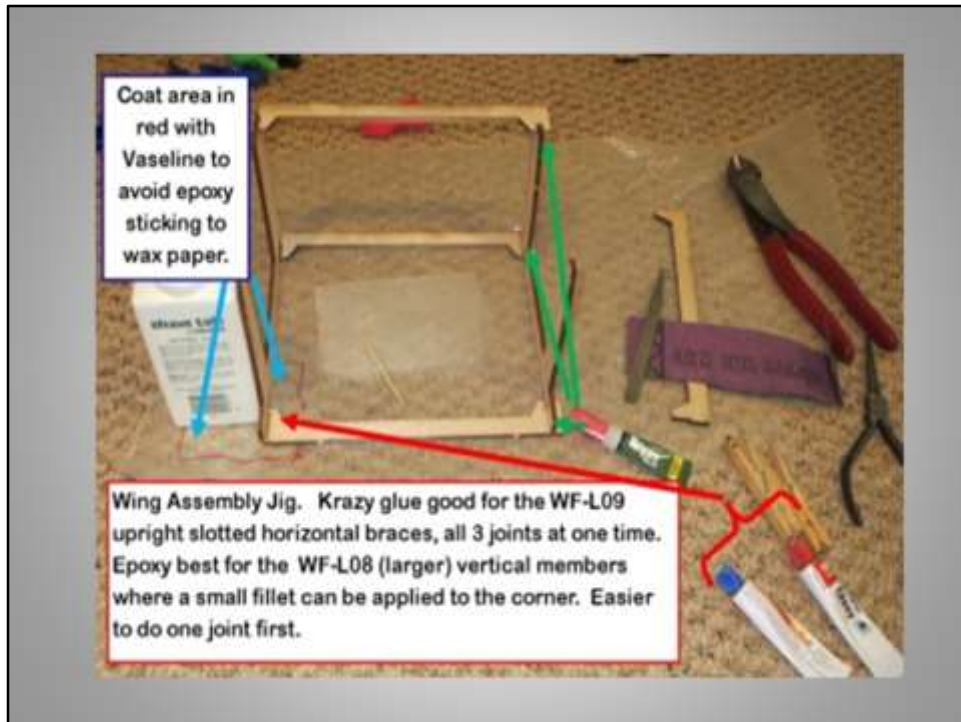 Coat area in
red with
Vaseline to
avoid epoxy
sticking to
wax paper.
Wing Assembly Jig. Krazy glue good for the WF-L09
upright slotted horizontal braces, all 3 joints at one time.
Epoxy best for the WF-L08 (larger) vertical members
where a small fillet can be applied to the corner. Easier
to do one joint first.